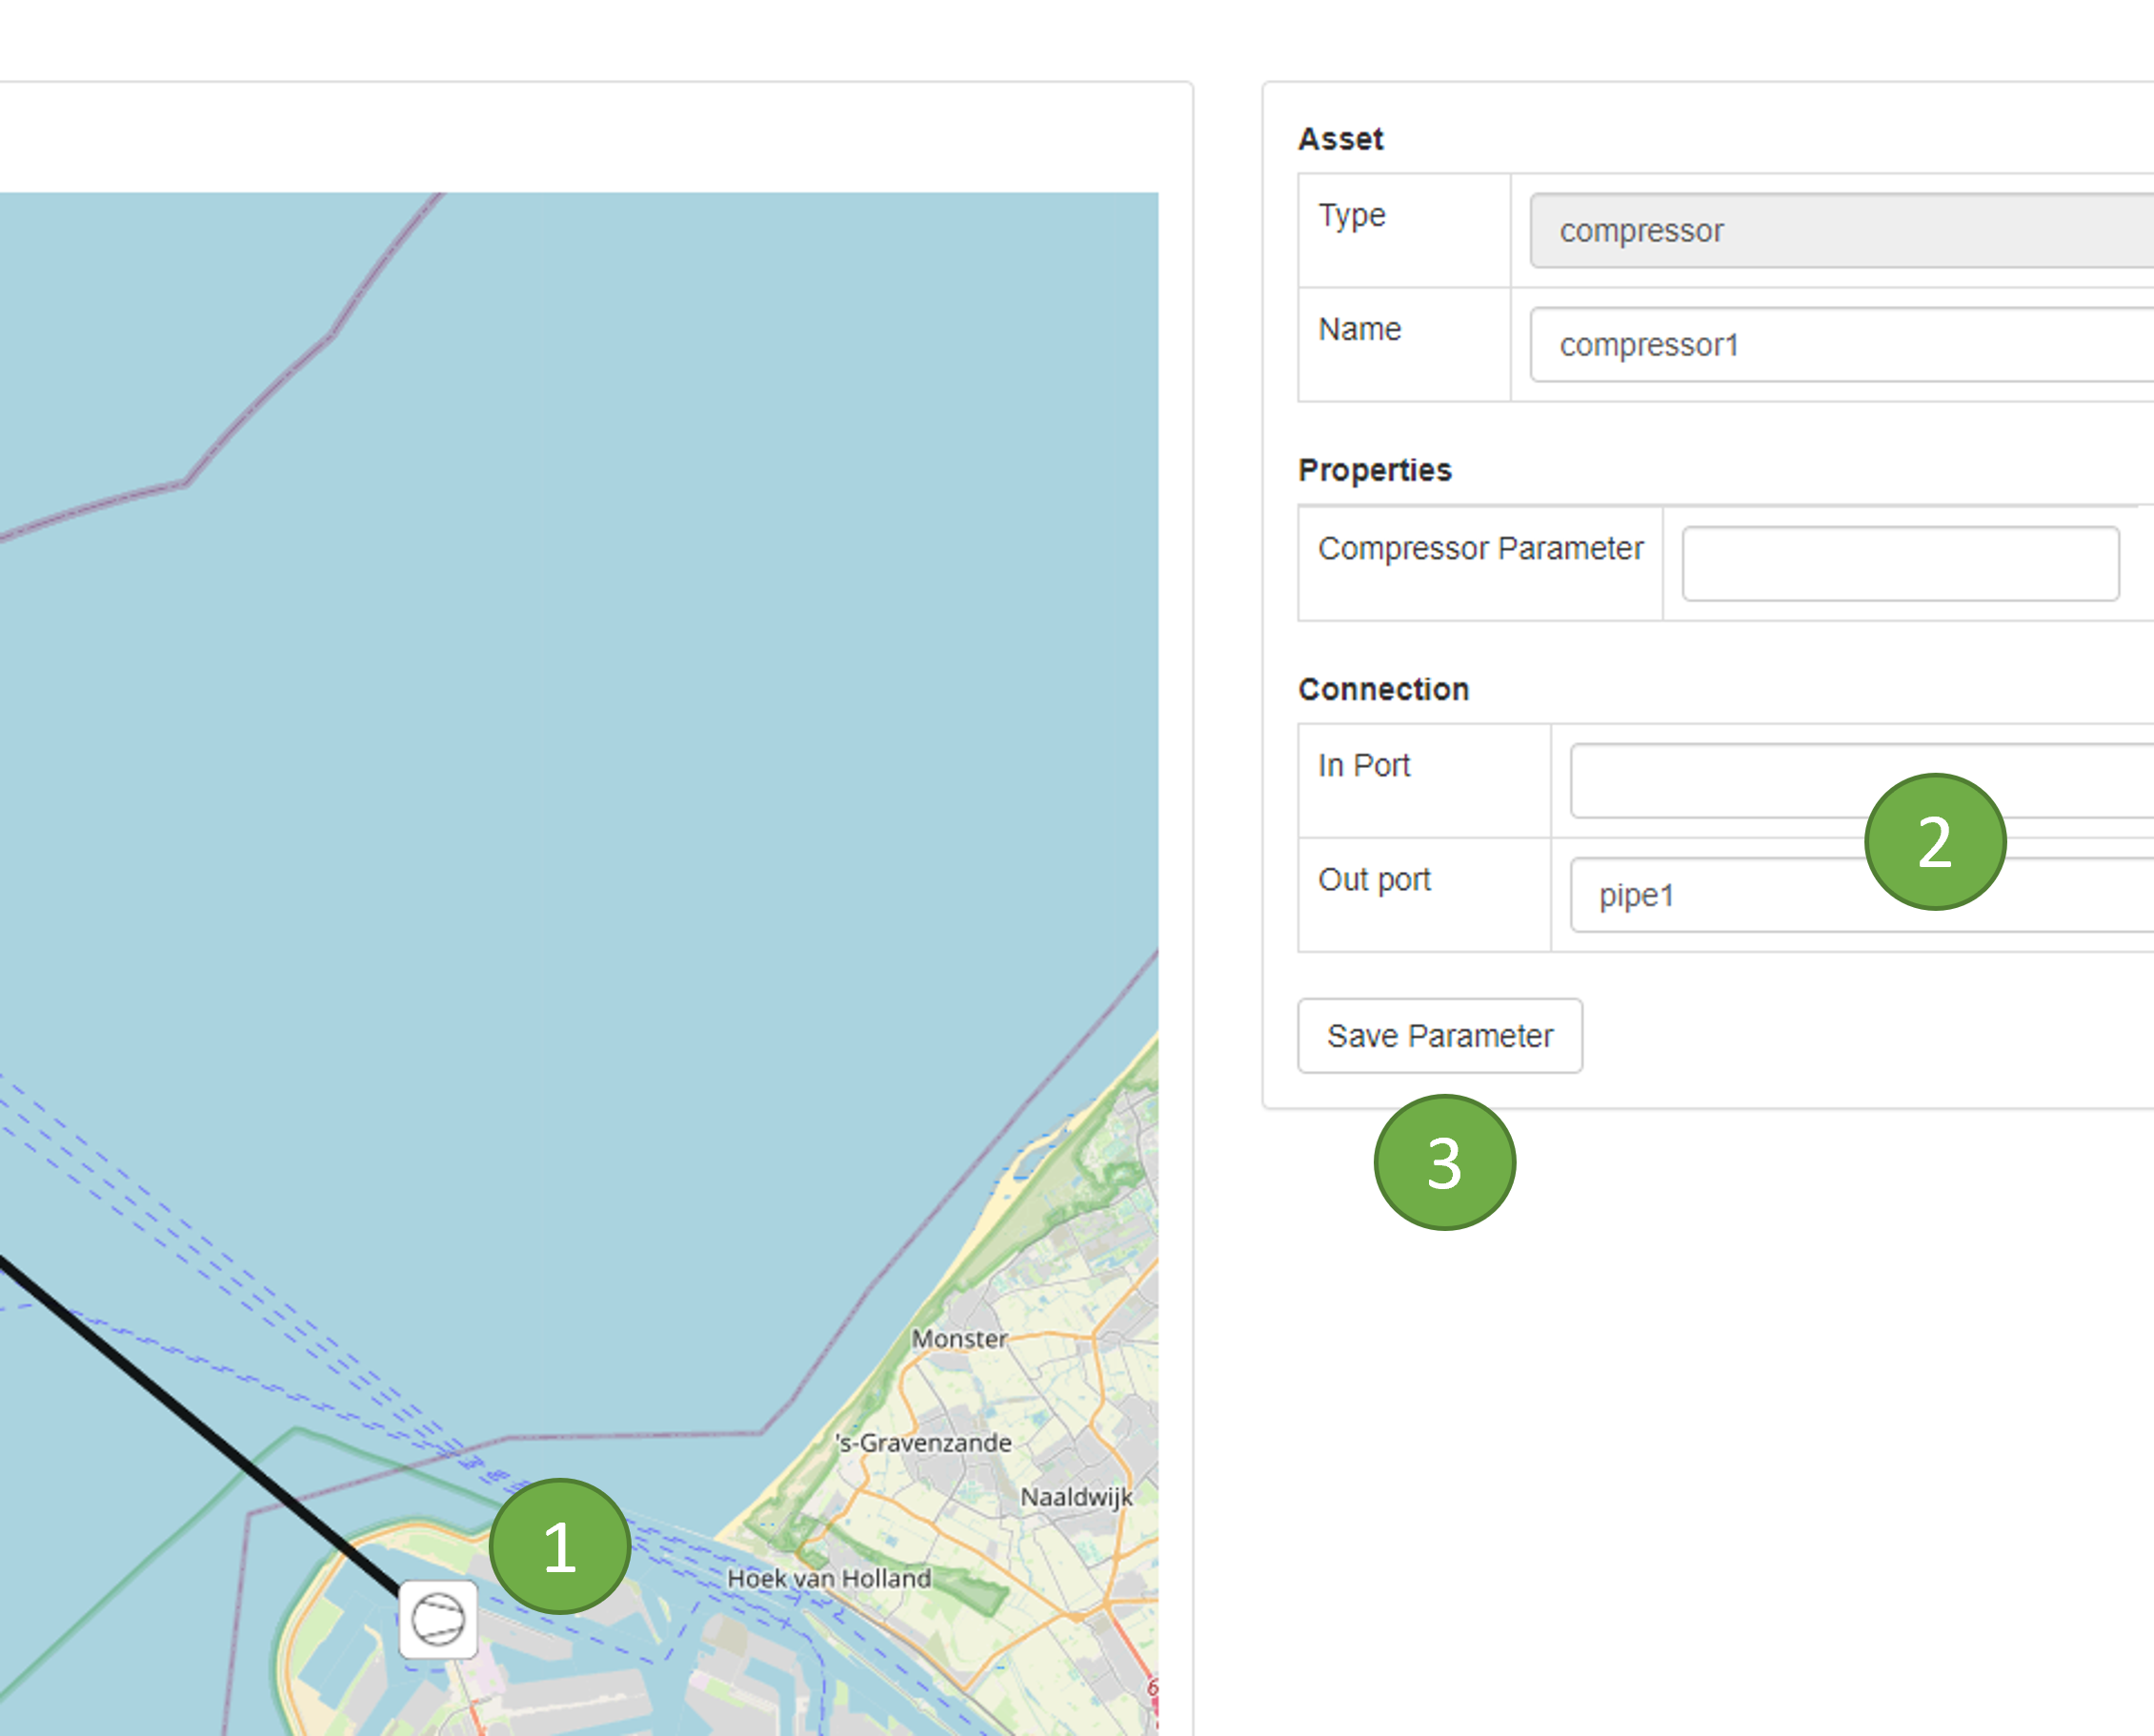 Asset
Type
compressor
Name
compressor1
Properties
Compressor Parameter
Connection
In Port
2
Out port
pipe1
Save Parameter
3
Monster
's-Gravenzande
Naaldwijk
1
Hoek van Holland
6